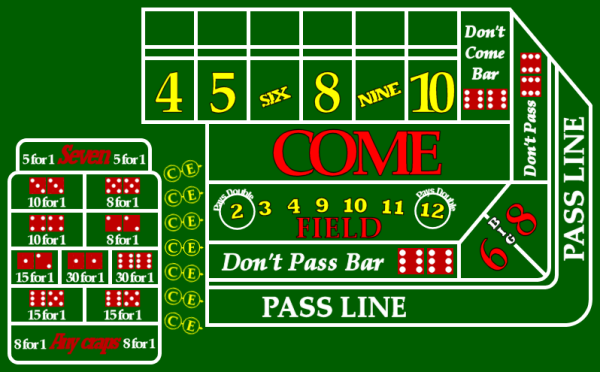 4 5 SIX 8 NINE 10
Don't
Come
Bar
Don't Pass
PASS LINE
COME
Pays Double
2 3 4 9 10 11 12
Pays Double
FIELD
BIG
6 8
Don't Pass Bar
PASS LINE
5 for 1 Seven 5 for 1
10 for 1 8 for 1
10 for 1 8 for 1
15 for 1 30 for 1 30 for 1
15 for 1 15 for 1
8 for 1 Any craps 8 for 1
C E
C E
C E
C E
C E
C E
C E